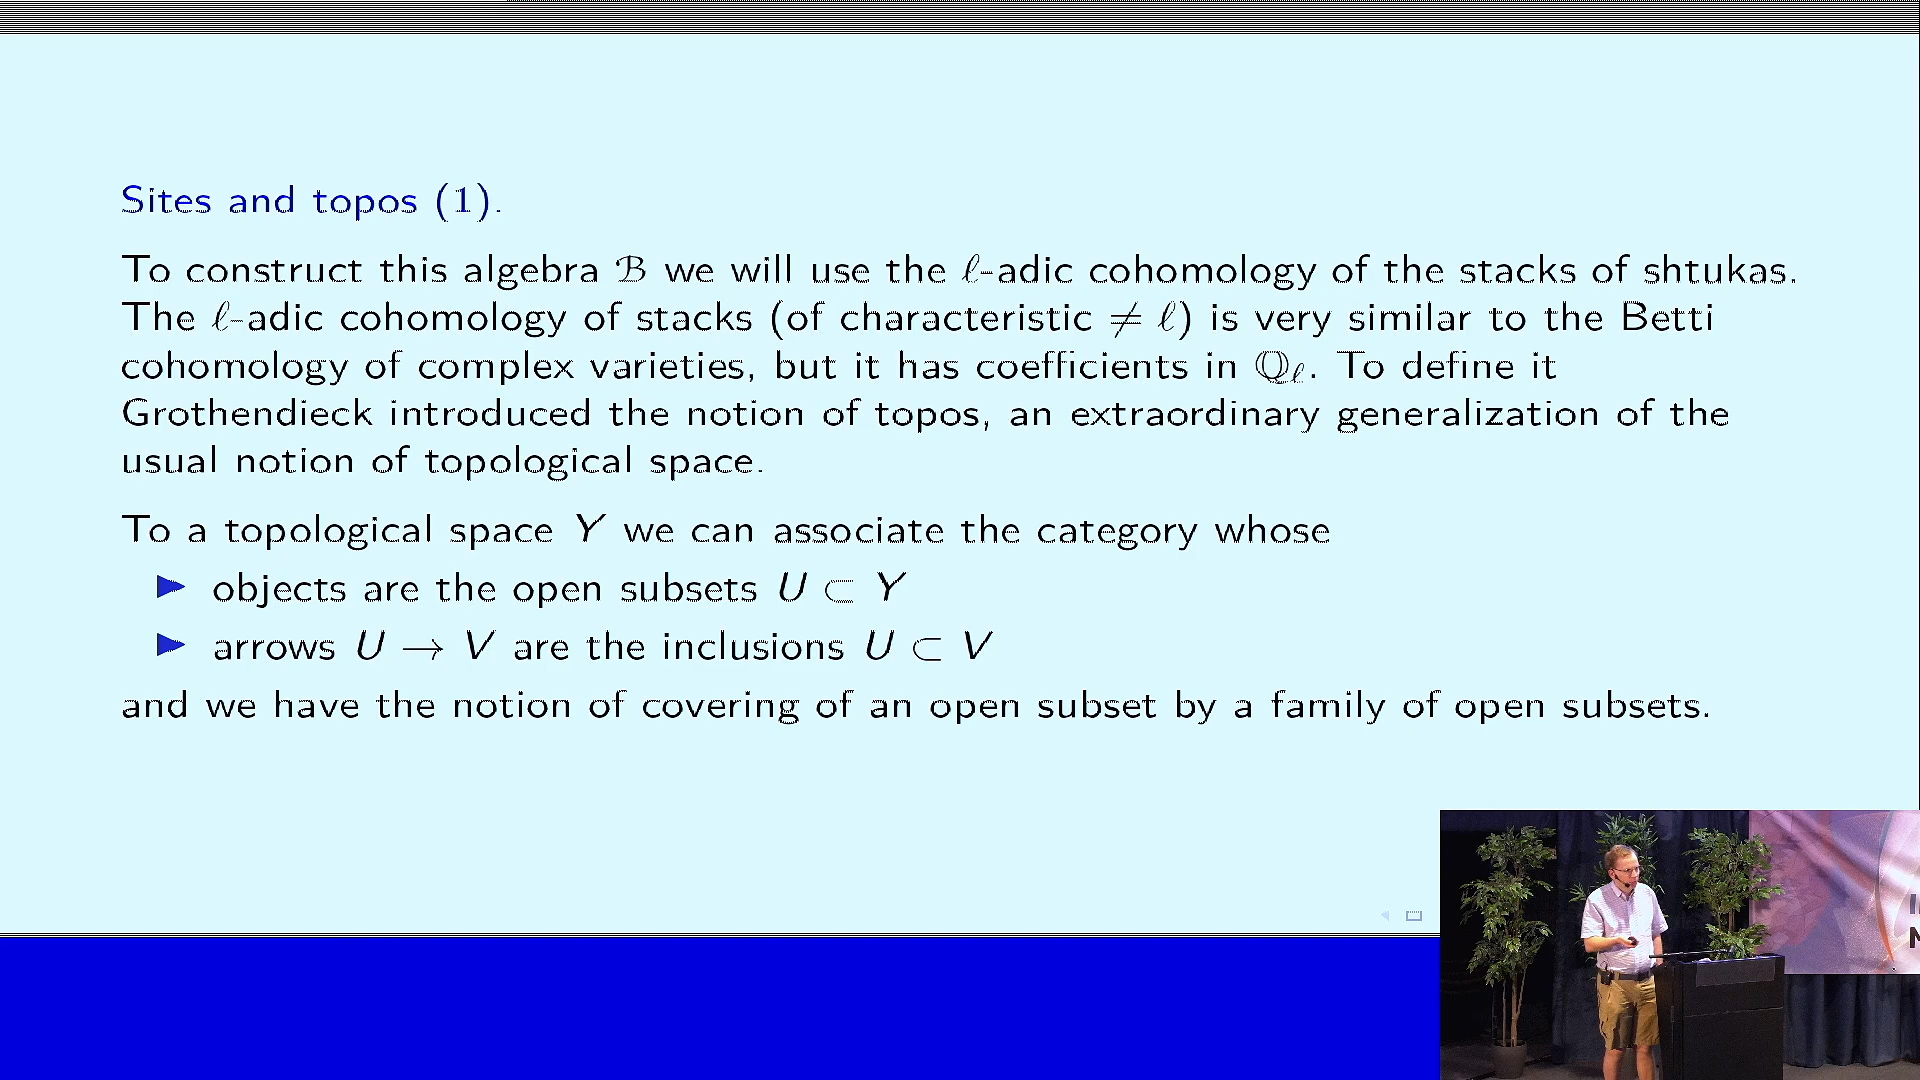 Sites and topos (1).
To construct this algebra ℬ we will use the ℓ-adic cohomology of the stacks of shtukas.
The ℓ-adic cohomology of stacks (of characteristic ≠ ℓ) is very similar to the Betti
cohomology of complex varieties, but it has coefficients in ℚℓ. To define it
Grothendieck introduced the notion of topos, an extraordinary generalization of the
usual notion of topological space.
To a topological space Y we can associate the category whose
▶ objects are the open subsets U ⊂ Y
▶ arrows U → V are the inclusions U ⊂ V
and we have the notion of covering of an open subset by a family of open subsets.